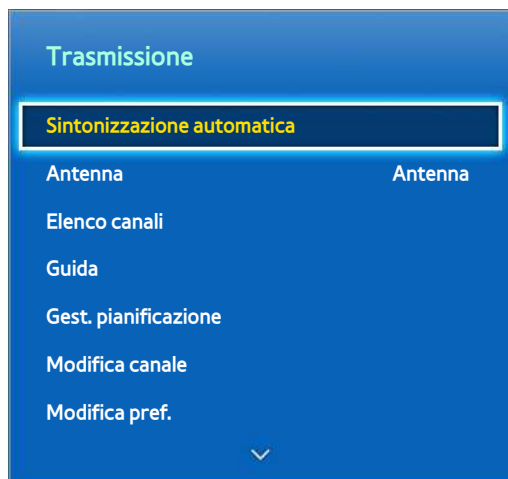 Trasmissione
Sintonizzazione automatica
Antenna Antenna
Elenco canali
Guida
Gest. pianificazione
Modifica canale
Modifica pref.